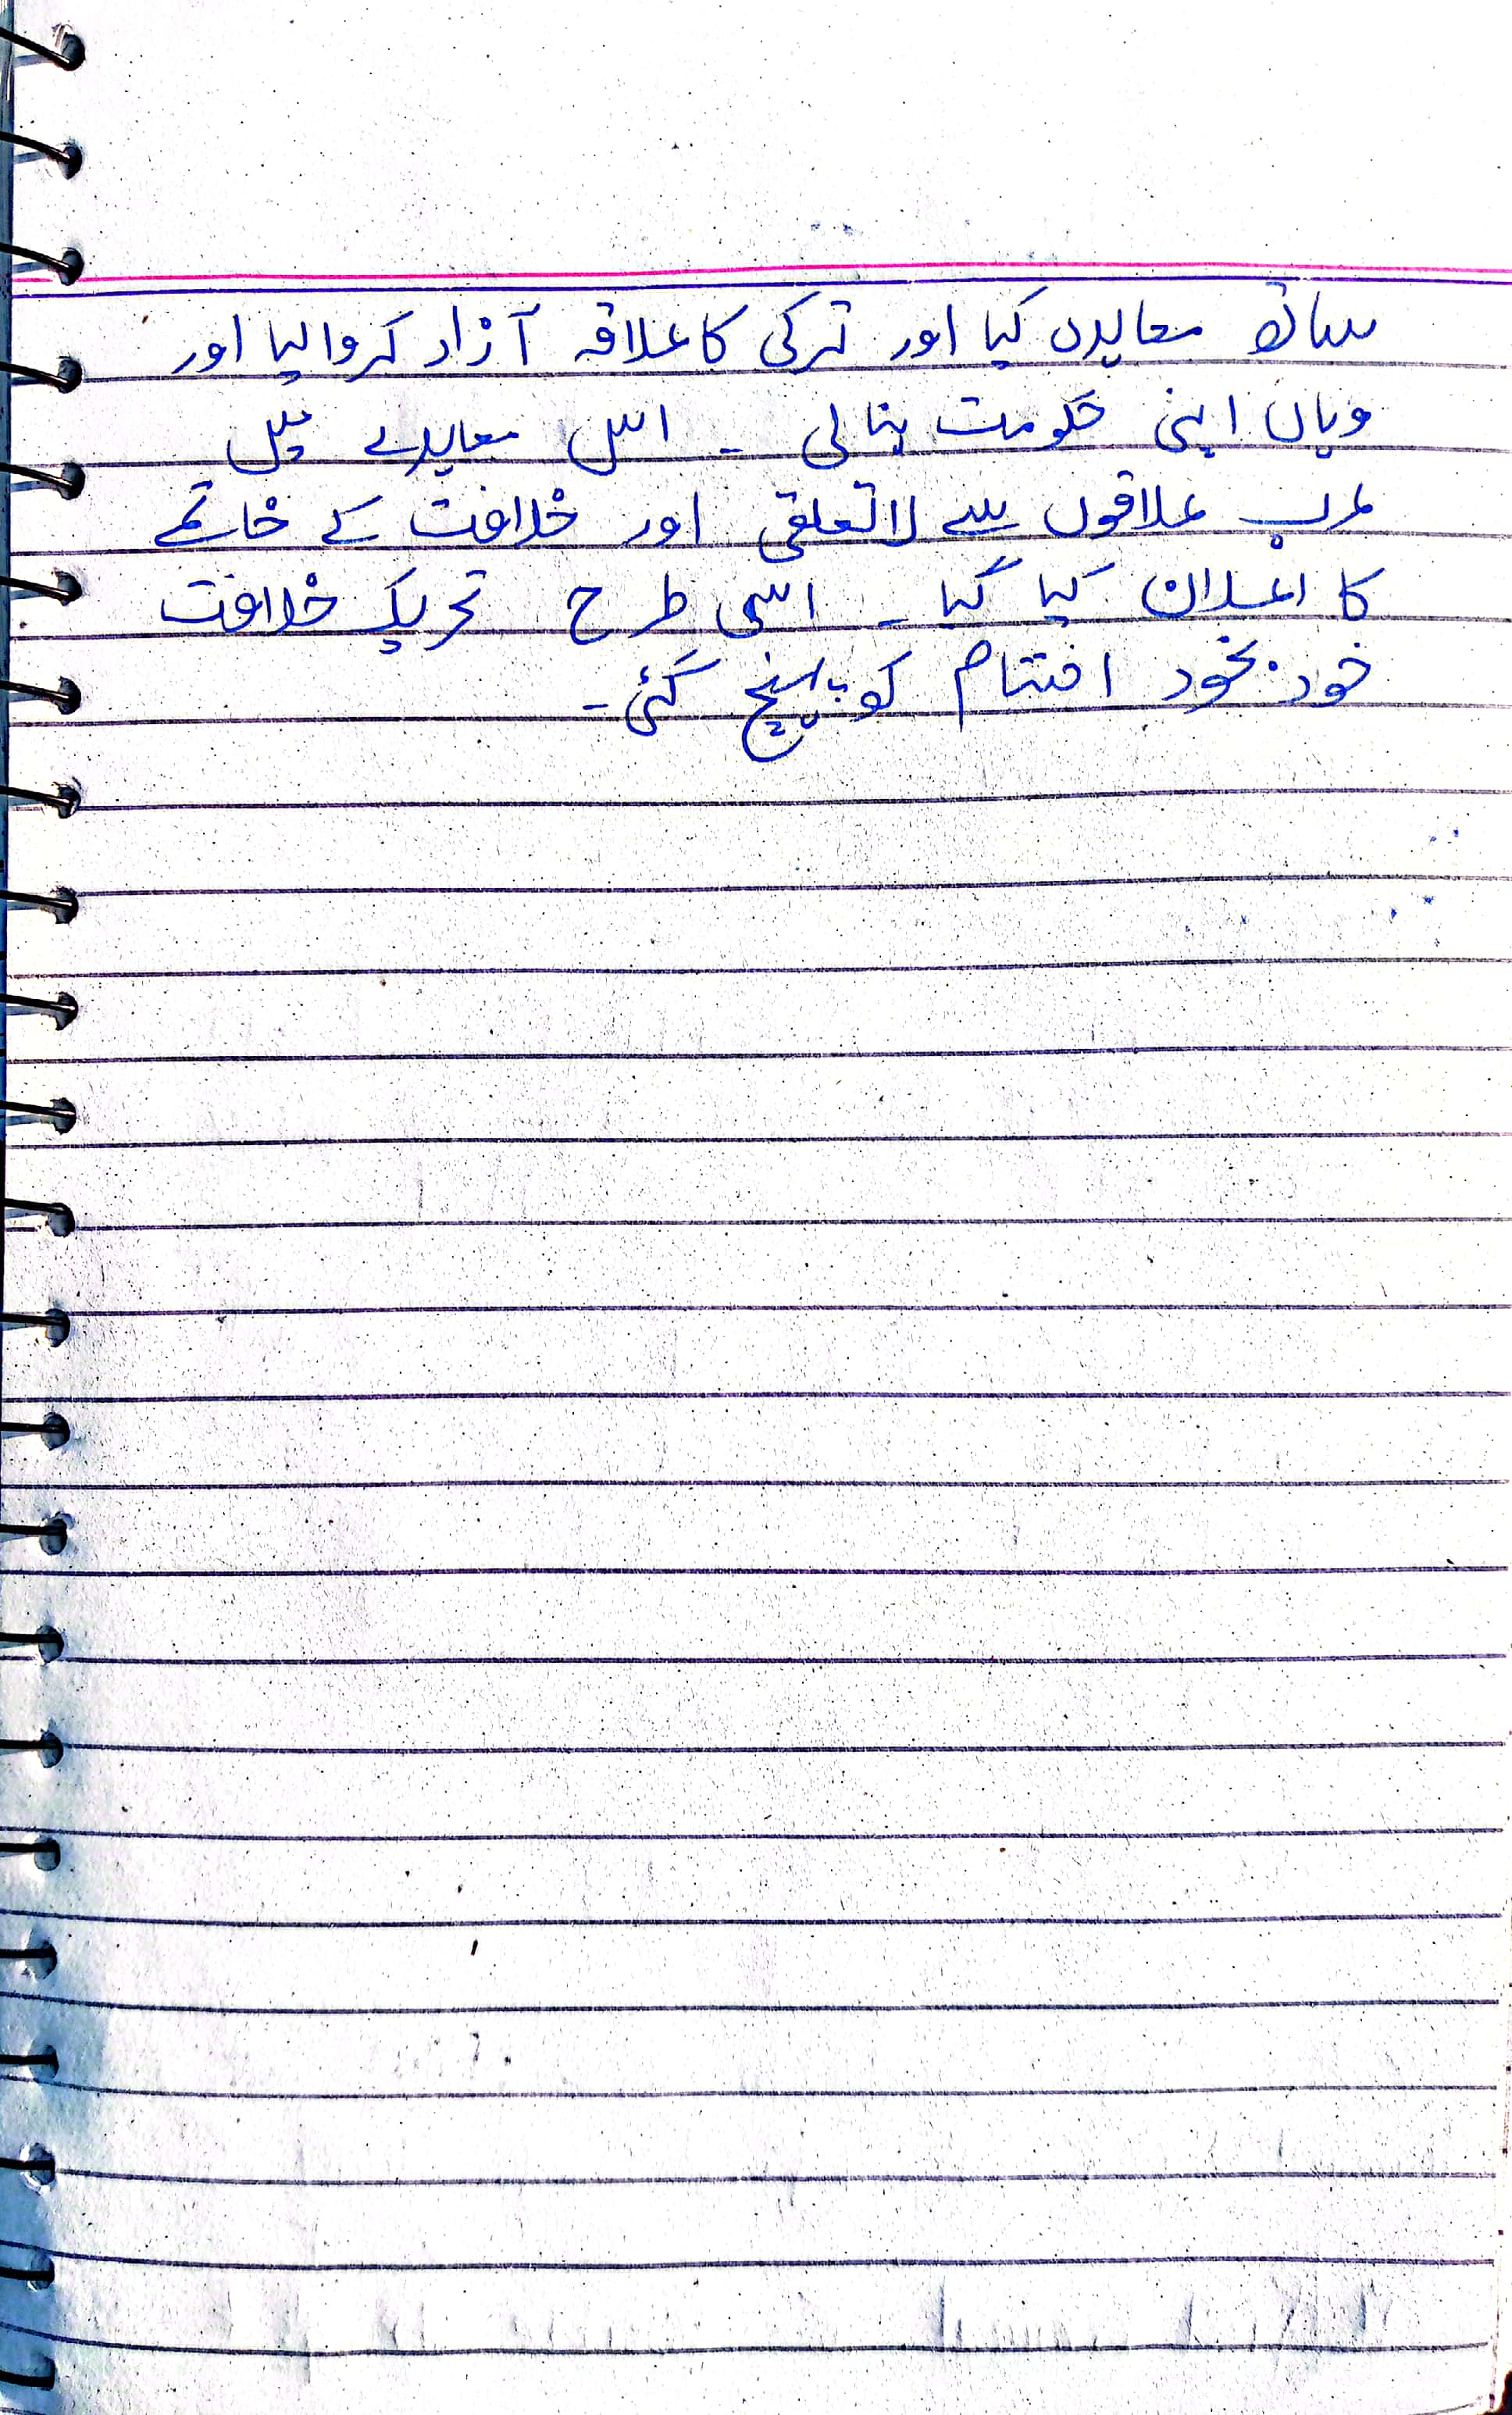 ساتھ معاہدہ کیا اور ترکی کا علاقہ آزاد کروا لیا اور
وہاں اپنی حکومت بنا لی ۔ اس معاہدے میں
عرب علاقوں سے لاتعلقی اور خلافت کے خاتمے
کا اعلان کیا گیا ۔ اسی طرح تحریک خلافت
خود بخود اختتام کو پہنچ گئی ۔